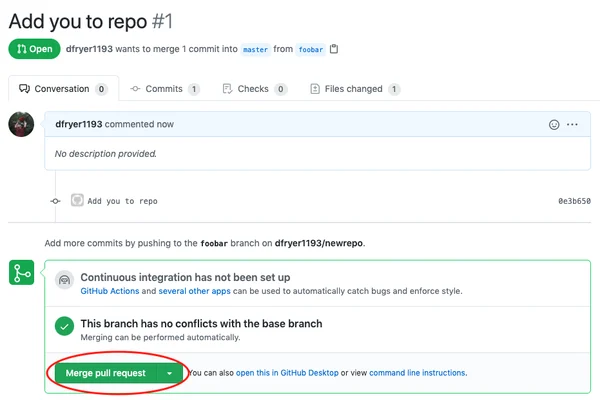 Add you to repo #1
Open dfryer1193 wants to merge 1 commit into master from foobar
Conversation 0 Commits 1 Checks 0 Files changed 1
dfryer1193 commented now
No description provided.
Add you to repo 0e3b650
Add more commits by pushing to the foobar branch on dfryer1193/newrepo.
Continuous integration has not been set up
GitHub Actions and several other apps can be used to automatically catch bugs and enforce style.
This branch has no conflicts with the base branch
Merging can be performed automatically.
Merge pull request You can also open this in GitHub Desktop or view command line instructions.